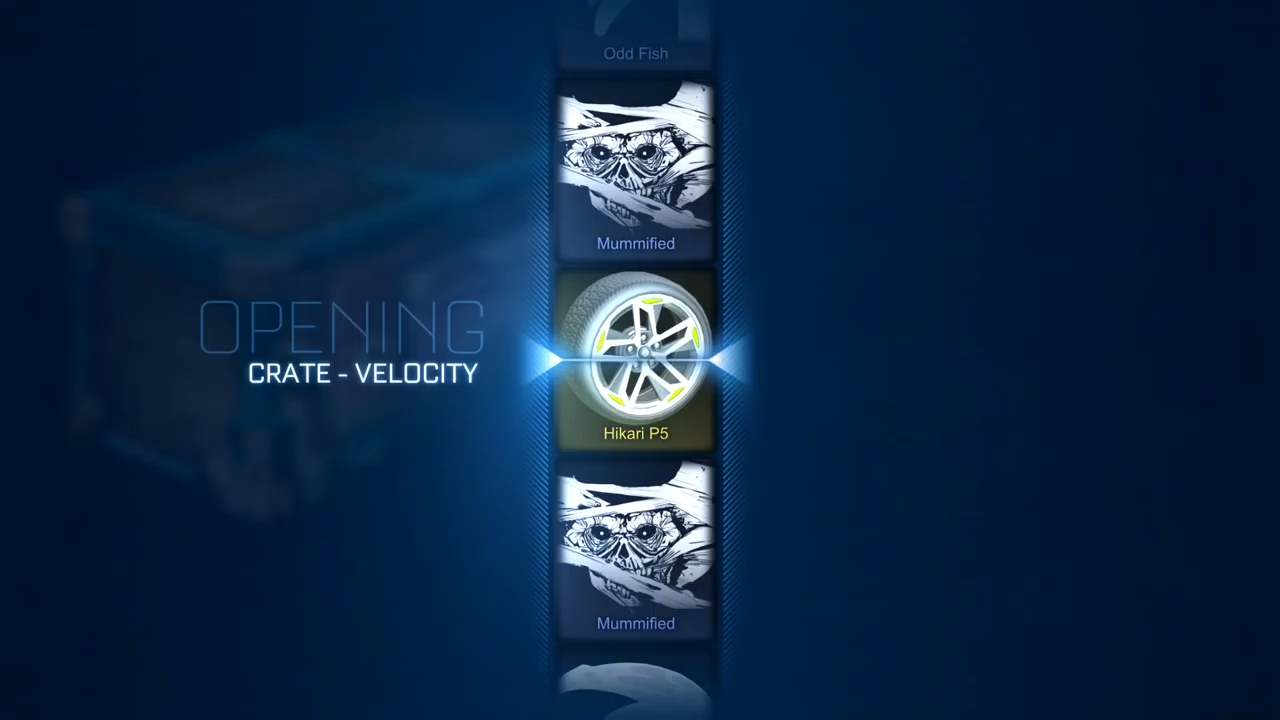 Odd Fish
Mummified
OPENING
CRATE - VELOCITY
Hikari P5
Mummified